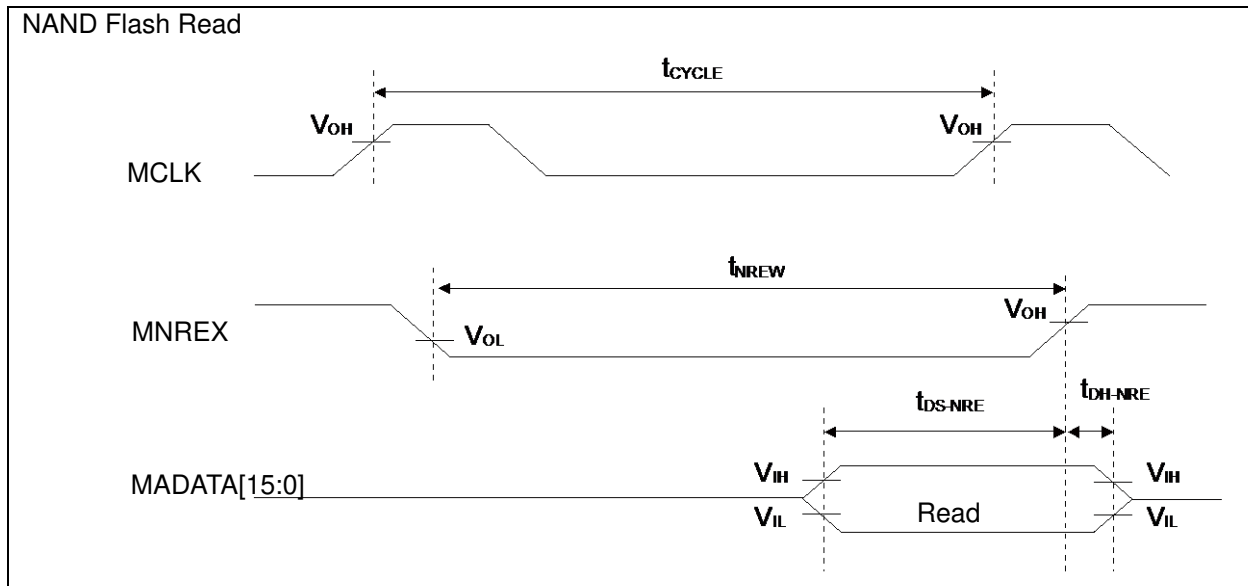 NAND Flash Read
tCYCLE
VOH VOH
MCLK
tNREW
VOH
MNREX VOL
tDS-NRE tDH-NRE
VIH VIH
MADATA[15:0]
VIL Read VIL